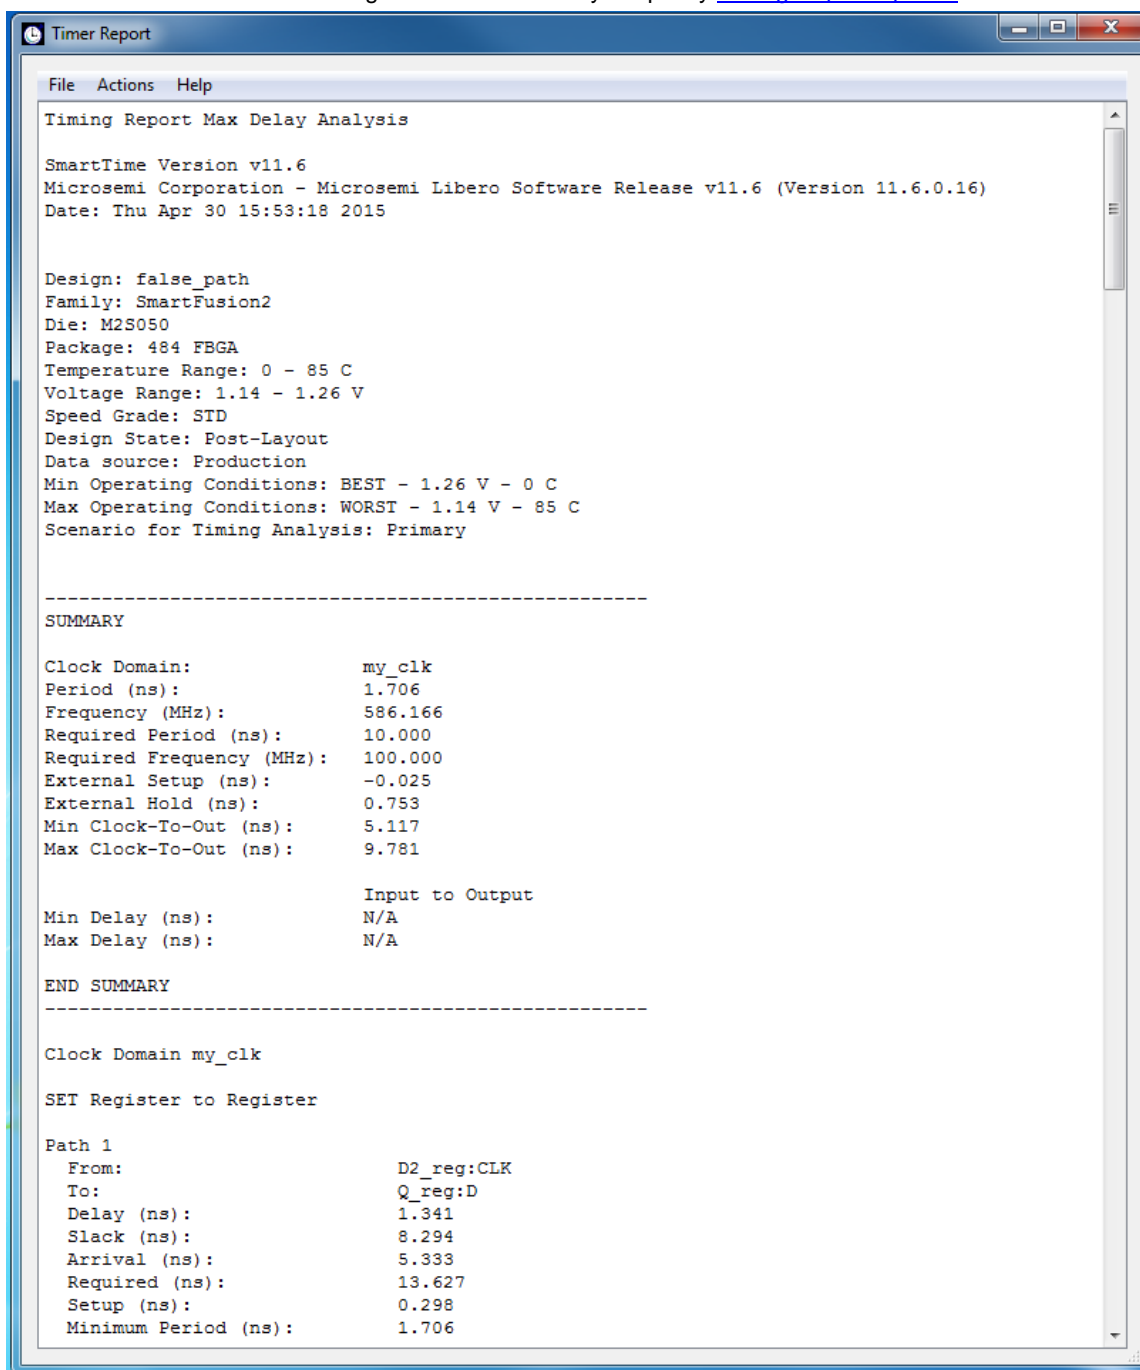 Timer Report
File Actions Help
Timing Report Max Delay Analysis
SmartTime Version v11.6
Microsemi Corporation - Microsemi Libero Software Release v11.6 (Version 11.6.0.16)
Date: Thu Apr 30 15:53:18 2015
Design: false_path
Family: SmartFusion2
Die: M2S050
Package: 484 FBGA
Temperature Range: 0 - 85 C
Voltage Range: 1.14 - 1.26 V
Speed Grade: STD
Design State: Post-Layout
Data source: Production
Min Operating Conditions: BEST - 1.26 V - 0 C
Max Operating Conditions: WORST - 1.14 V - 85 C
Scenario for Timing Analysis: Primary
-----------------------------------------------------
SUMMARY
Clock Domain: my_clk
Period (ns): 1.706
Frequency (MHz): 586.166
Required Period (ns): 10.000
Required Frequency (MHz): 100.000
External Setup (ns): -0.025
External Hold (ns): 0.753
Min Clock-To-Out (ns): 5.117
Max Clock-To-Out (ns): 9.781
Input to Output
Min Delay (ns): N/A
Max Delay (ns): N/A
END SUMMARY
-----------------------------------------------------
Clock Domain my_clk
SET Register to Register
Path 1
From: D2_reg:CLK
To: Q_reg:D
Delay (ns): 1.341
Slack (ns): 8.294
Arrival (ns): 5.333
Required (ns): 13.627
Setup (ns): 0.298
Minimum Period (ns): 1.706